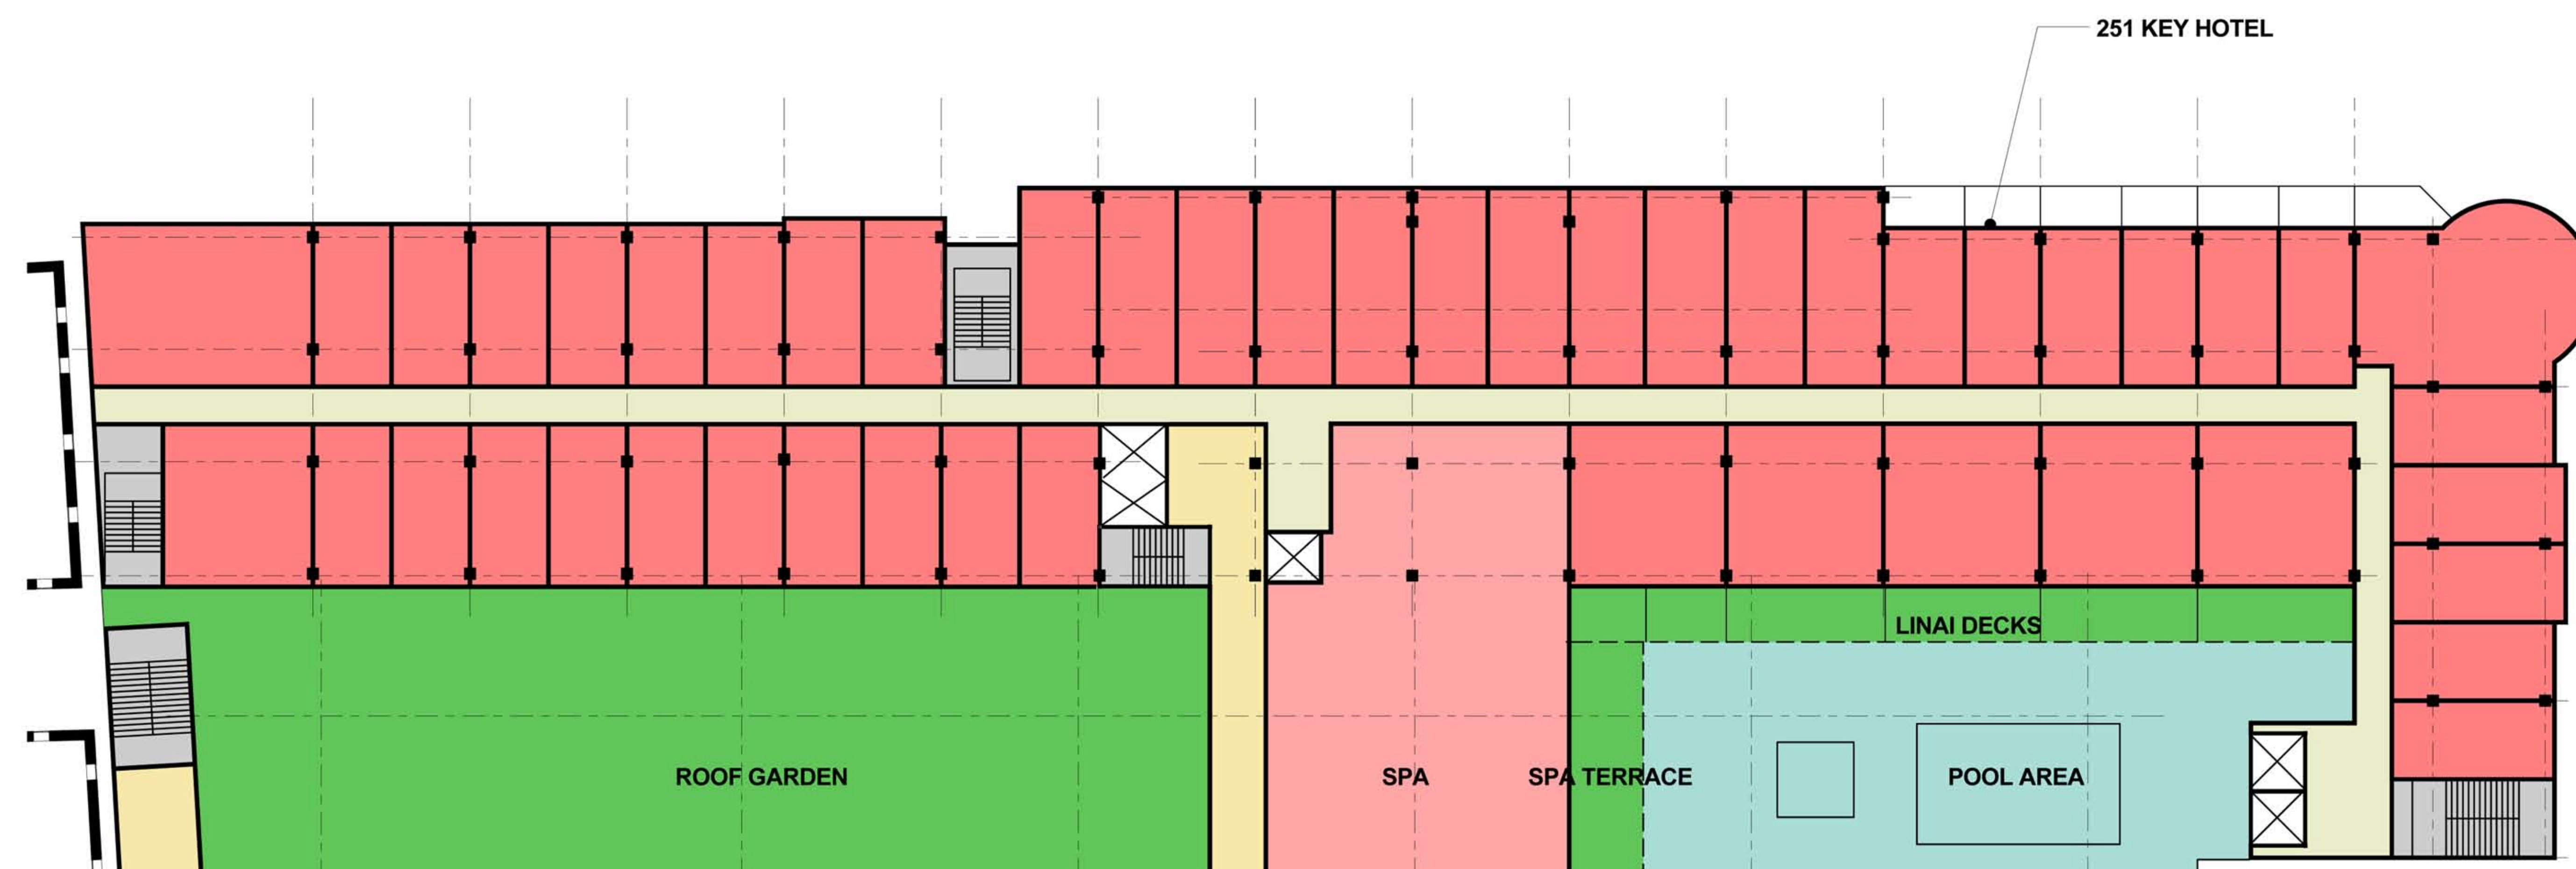 251 KEY HOTEL
LINAI DECKS
ROOF GARDEN
SPA
SPA TERRACE
POOL AREA